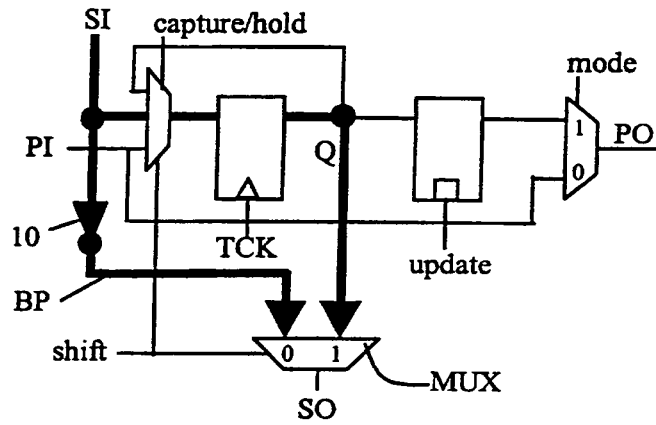 SI
capture/hold
mode
PI
Q
1
0
PO
10
TCK
update
BP
shift
0 1
MUX
SO